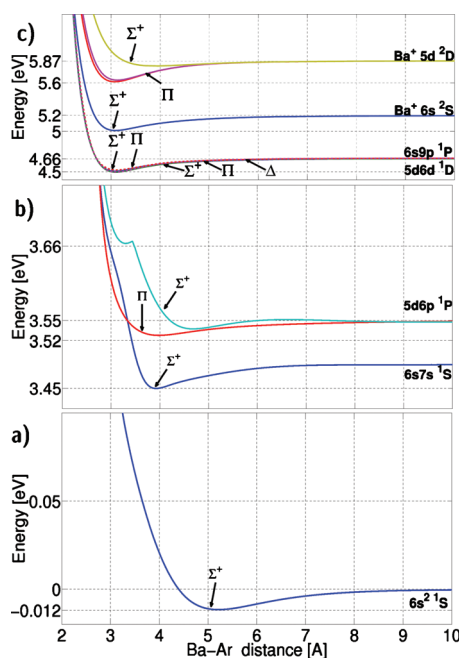 c)
Energy [eV]
5.87
5.6
5.2
5
4.66
4.5
Σ+
Π
Σ+
Σ+ Π
Σ+ Π Δ
Ba+ 5d 2D
Ba+ 6s 2S
6s9p 1P
5d6d 1D
b)
Energy [eV]
3.66
3.55
3.52
3.45
Π
Σ+
Σ+
5d6p 1P
6s7s 1S
a)
Energy [eV]
0.05
0
-0.012
Σ+
6s2 1S
2 3 4 5 6 7 8 9 10
Ba-Ar distance [A]